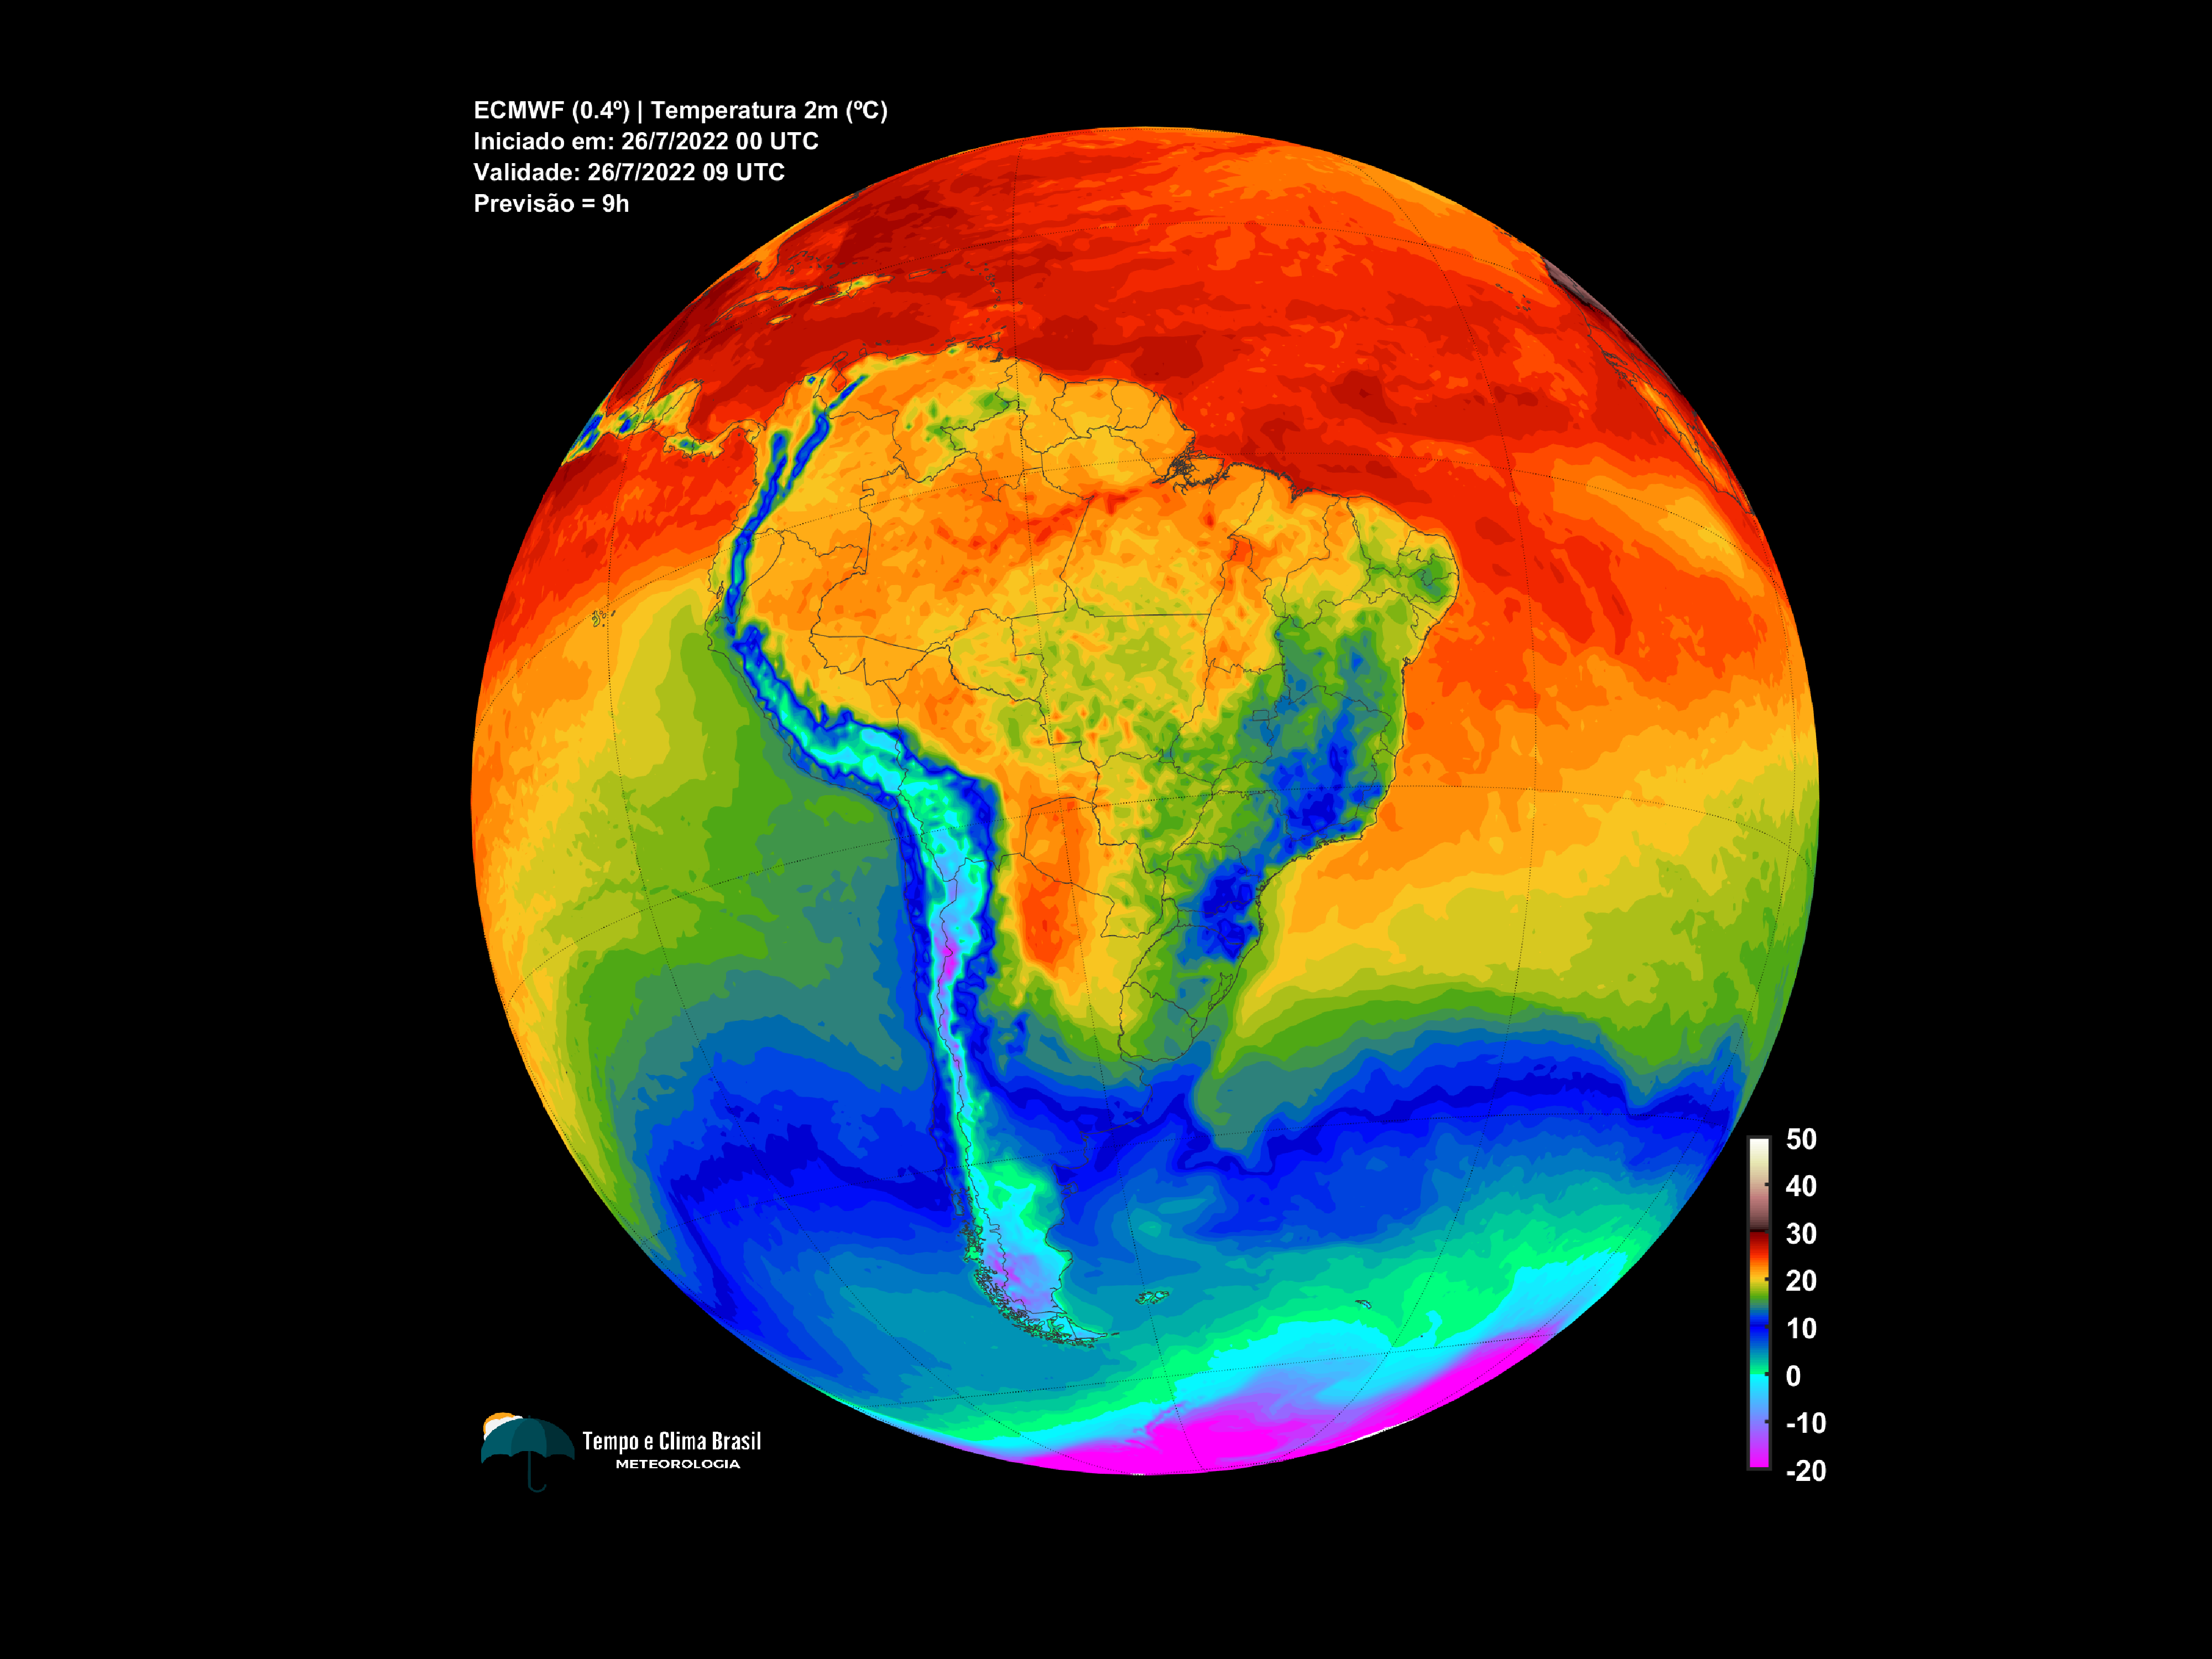 ECMWF (0.4º) | Temperatura 2m (ºC)
Iniciado em: 26/7/2022 00 UTC
Validade: 26/7/2022 09 UTC
Previsão = 9h
50
40
30
20
10
0
-10
-20
Tempo e Clima Brasil
METEOROLOGIA